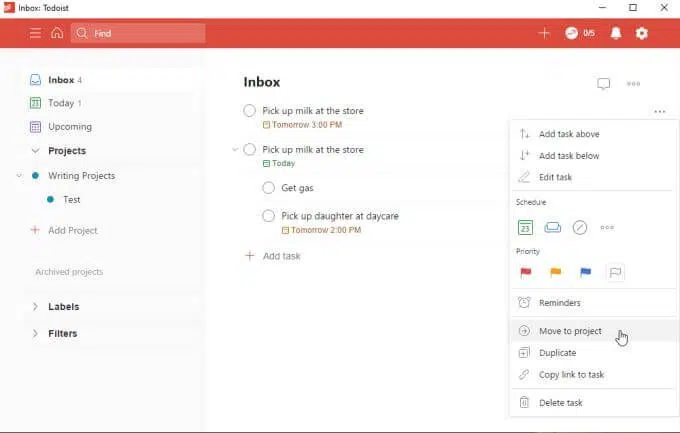 Inbox: Todoist
Find
0/5
Inbox 4
Today 1
Upcoming
Projects
Writing Projects
Test
Add Project
Archived projects
Labels
Filters
Inbox
Pick up milk at the store
Tomorrow 3:00 PM
Pick up milk at the store
Today
Get gas
Pick up daughter at daycare
Tomorrow 2:00 PM
Add task
Add task above
Add task below
Edit task
Schedule
23
Priority
Reminders
Move to project
Duplicate
Copy link to task
Delete task